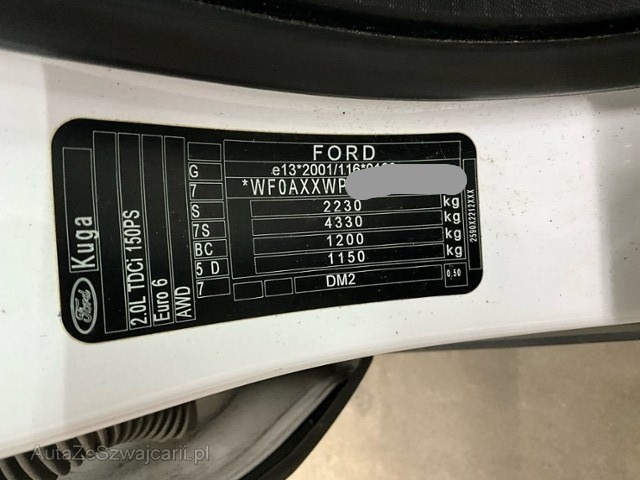 FORD
e13*2001/116*
*WF0AXXWP
2230 kg
4330 kg
1200 kg
1150 kg
DM2
0,50
G
7
S
7S
BC
5 D
7
Ford
Kuga
2.0L TDCi 150PS
Euro 6
AWD
2590X2212XXX
AutaZeSzwajcarii.pl